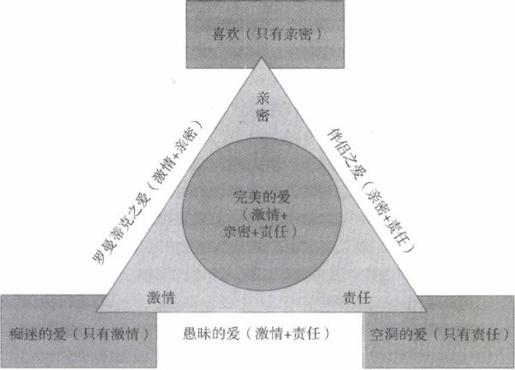 喜欢（只有亲密）
亲
密
罗曼蒂克之爱（激情+亲密）
伴侣之爱（亲密+责任）
完美的爱
（激情+
亲密+责任）
激情
责任
痴迷的爱（只有激情）
愚昧的爱（激情+责任）
空洞的爱（只有责任）